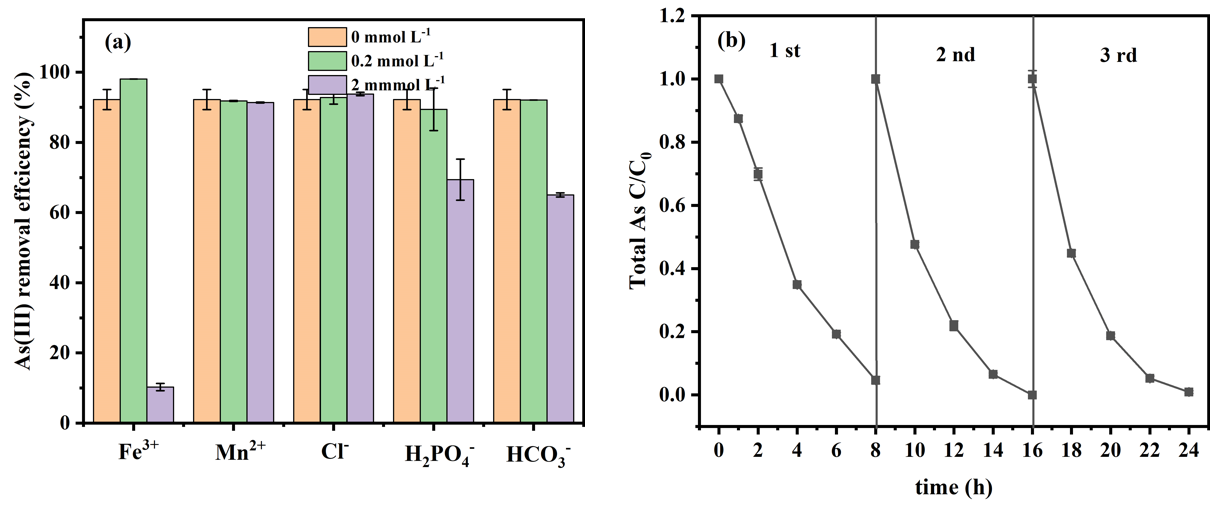 (a)
0 mmol L⁻¹
0.2 mmol L⁻¹
2 mmmol L⁻¹
As(III) removal effcicency (%)
100
80
60
40
20
0
Fe³⁺ Mn²⁺ Cl⁻ H₂PO₄⁻ HCO₃⁻
(b)
1 st 2 nd 3 rd
Total As C/C₀
1.2
1.0
0.8
0.6
0.4
0.2
0.0
0 2 4 6 8 10 12 14 16 18 20 22 24
time (h)